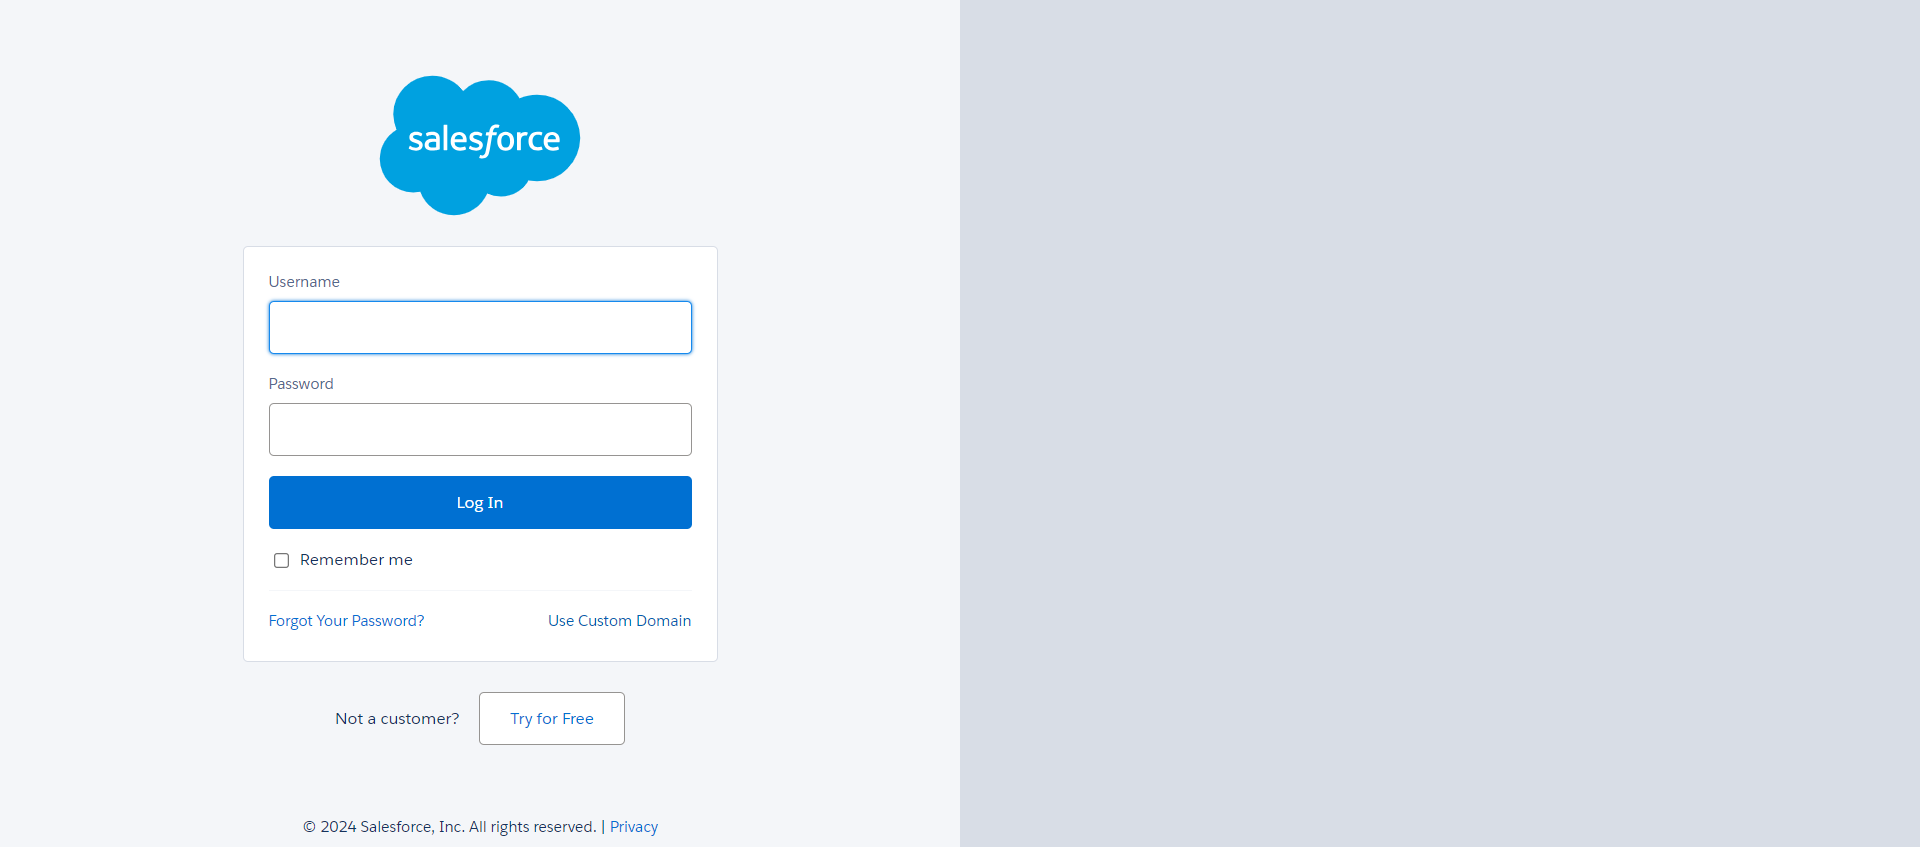 salesforce
Username
Password
Log In
Remember me
Forgot Your Password? Use Custom Domain
Not a customer? Try for Free
© 2024 Salesforce, Inc. All rights reserved. | Privacy